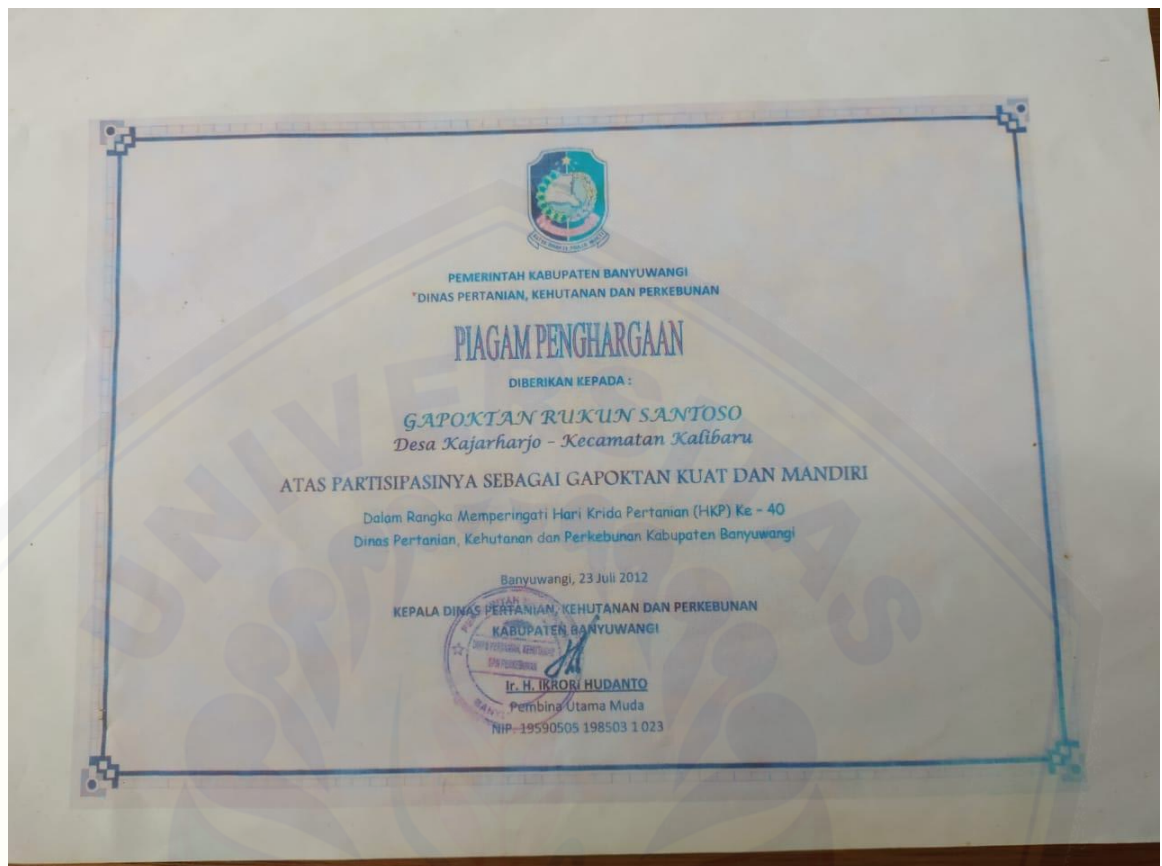 PEMERINTAH KABUPATEN BANYUWANGI
DINAS PERTANIAN, KEHUTANAN DAN PERKEBUNAN
PIAGAM PENGHARGAAN
DIBERIKAN KEPADA :
GAPOKTAN RUKUN SANTOSO
Desa Kajarharjo - Kecamatan Kalibaru
ATAS PARTISIPASINYA SEBAGAI GAPOKTAN KUAT DAN MANDIRI
Dalam Rangka Memperingati Hari Krida Pertanian (HKP) Ke - 40
Dinas Pertanian, Kehutanan dan Perkebunan Kabupaten Banyuwangi
Banyuwangi, 23 Juli 2012
KEPALA DINAS PERTANIAN, KEHUTANAN DAN PERKEBUNAN
KABUPATEN BANYUWANGI
Ir. H. IKRORI HUDANTO
Pembina Utama Muda
NIP. 19590505 198503 1 023
UNIVERSITAS